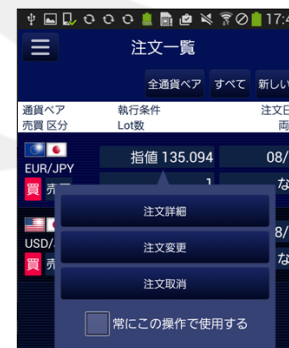 17:4
注文一覧
全通貨ペア すべて 新しい
通貨ペア 執行条件 注文日
売買 区分 Lot数 両
EUR/JPY 指値 135.094 08/
買 売 1 な
注文詳細
USD/ 8/
注文変更
買 な
注文取消
常にこの操作で使用する